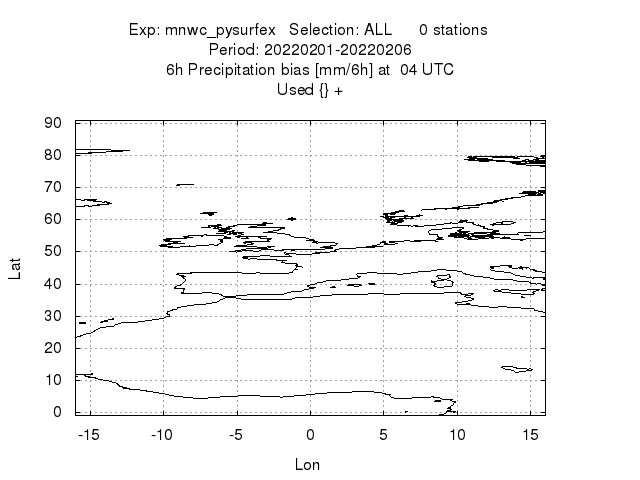 Exp: mnwc_pysurfex   Selection: ALL      0 stations
Period: 20220201-20220206
6h Precipitation bias [mm/6h] at  04 UTC
Used {} +
90
80
70
60
50
40
30
20
10
0
Lat
-15 -10 -5 0 5 10 15
Lon